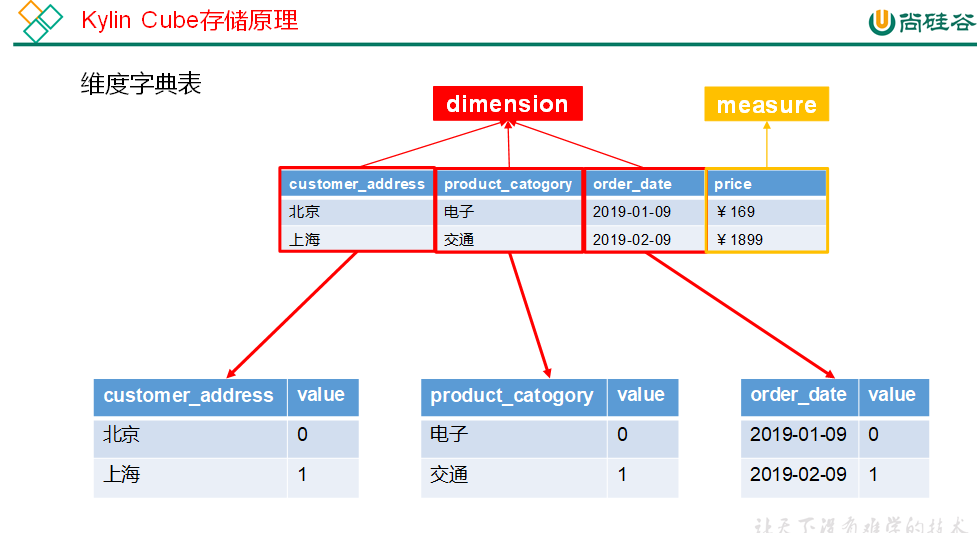 Kylin Cube存储原理
尚硅谷
维度字典表
dimension
measure
customer_address product_catogory order_date price
北京 电子 2019-01-09 ￥169
上海 交通 2019-02-09 ￥1899
customer_address value
北京 0
上海 1
product_catogory value
电子 0
交通 1
order_date value
2019-01-09 0
2019-02-09 1
让天下没有难学的技术